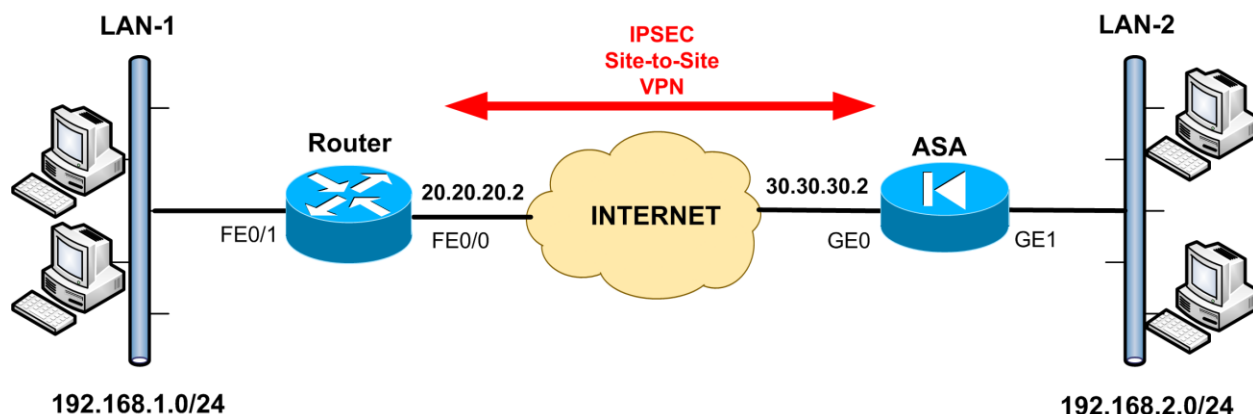 LAN-1
LAN-2
IPSEC
Site-to-Site
VPN
Router
ASA
20.20.20.2
30.30.30.2
INTERNET
FE0/1
FE0/0
GE0
GE1
192.168.1.0/24
192.168.2.0/24